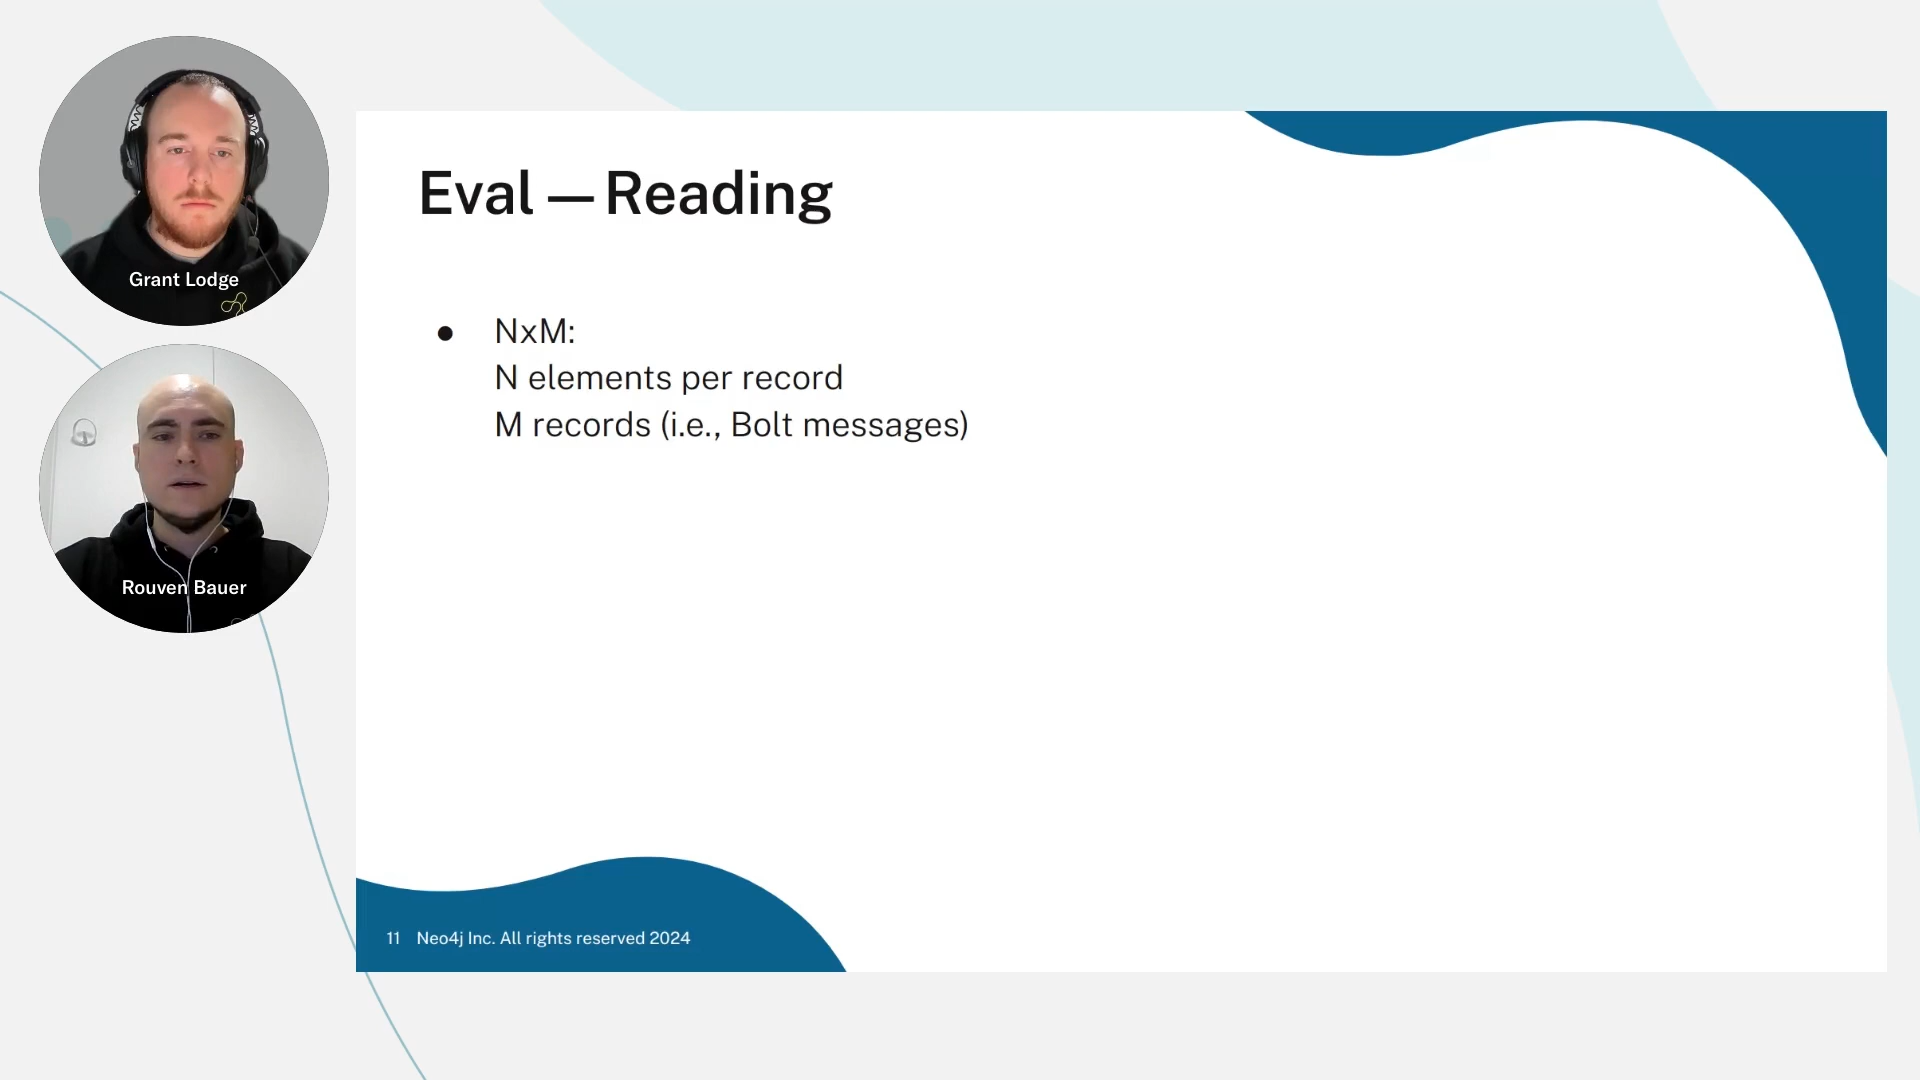 Grant Lodge
Rouven Bauer
Eval — Reading
● NxM:
N elements per record
M records (i.e., Bolt messages)
11 Neo4j Inc. All rights reserved 2024